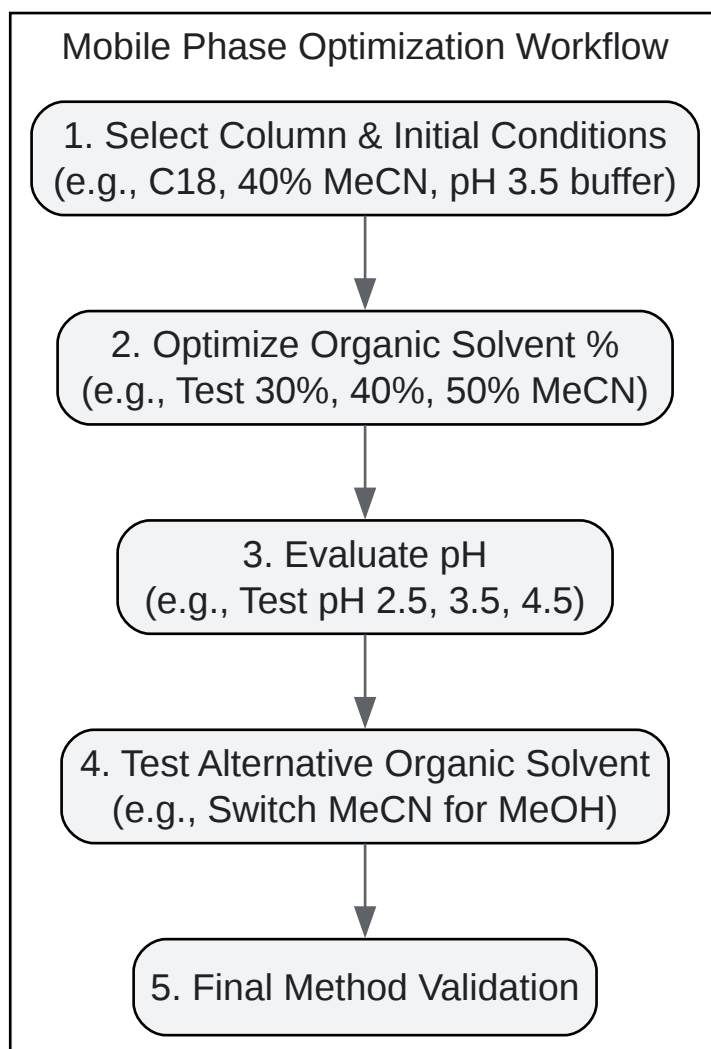 Mobile Phase Optimization Workflow
1. Select Column & Initial Conditions
(e.g., C18, 40% MeCN, pH 3.5 buffer)
2. Optimize Organic Solvent %
(e.g., Test 30%, 40%, 50% MeCN)
3. Evaluate pH
(e.g., Test pH 2.5, 3.5, 4.5)
4. Test Alternative Organic Solvent
(e.g., Switch MeCN for MeOH)
5. Final Method Validation